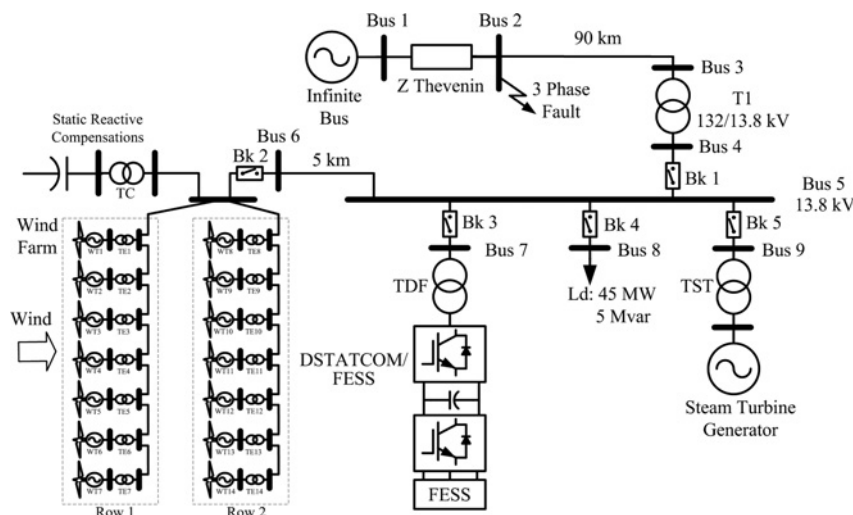 Bus 1
Bus 2
90 km
Bus 3
Infinite
Bus
Z Thevenin
3 Phase
Fault
T1
132/13.8 kV
Bus 4
Bk 1
Static Reactive
Compensations
TC
Bk 2
Bus 6
5 km
Bus 5
13.8 kV
Bk 3
Bus 7
Bk 4
Bus 8
Bk 5
Bus 9
TDF
Ld: 45 MW
5 Mvar
TST
DSTATCOM/
FESS
FESS
Steam Turbine
Generator
Wind
Farm
Wind
WT1 TE1
WT2 TE2
WT3 TE3
WT4 TE4
WT5 TE5
WT6 TE6
WT7 TE7
Row 1
WT8 TE8
WT9 TE9
WT10 TE10
WT11 TE11
WT12 TE12
WT13 TE13
WT14 TE14
Row 2